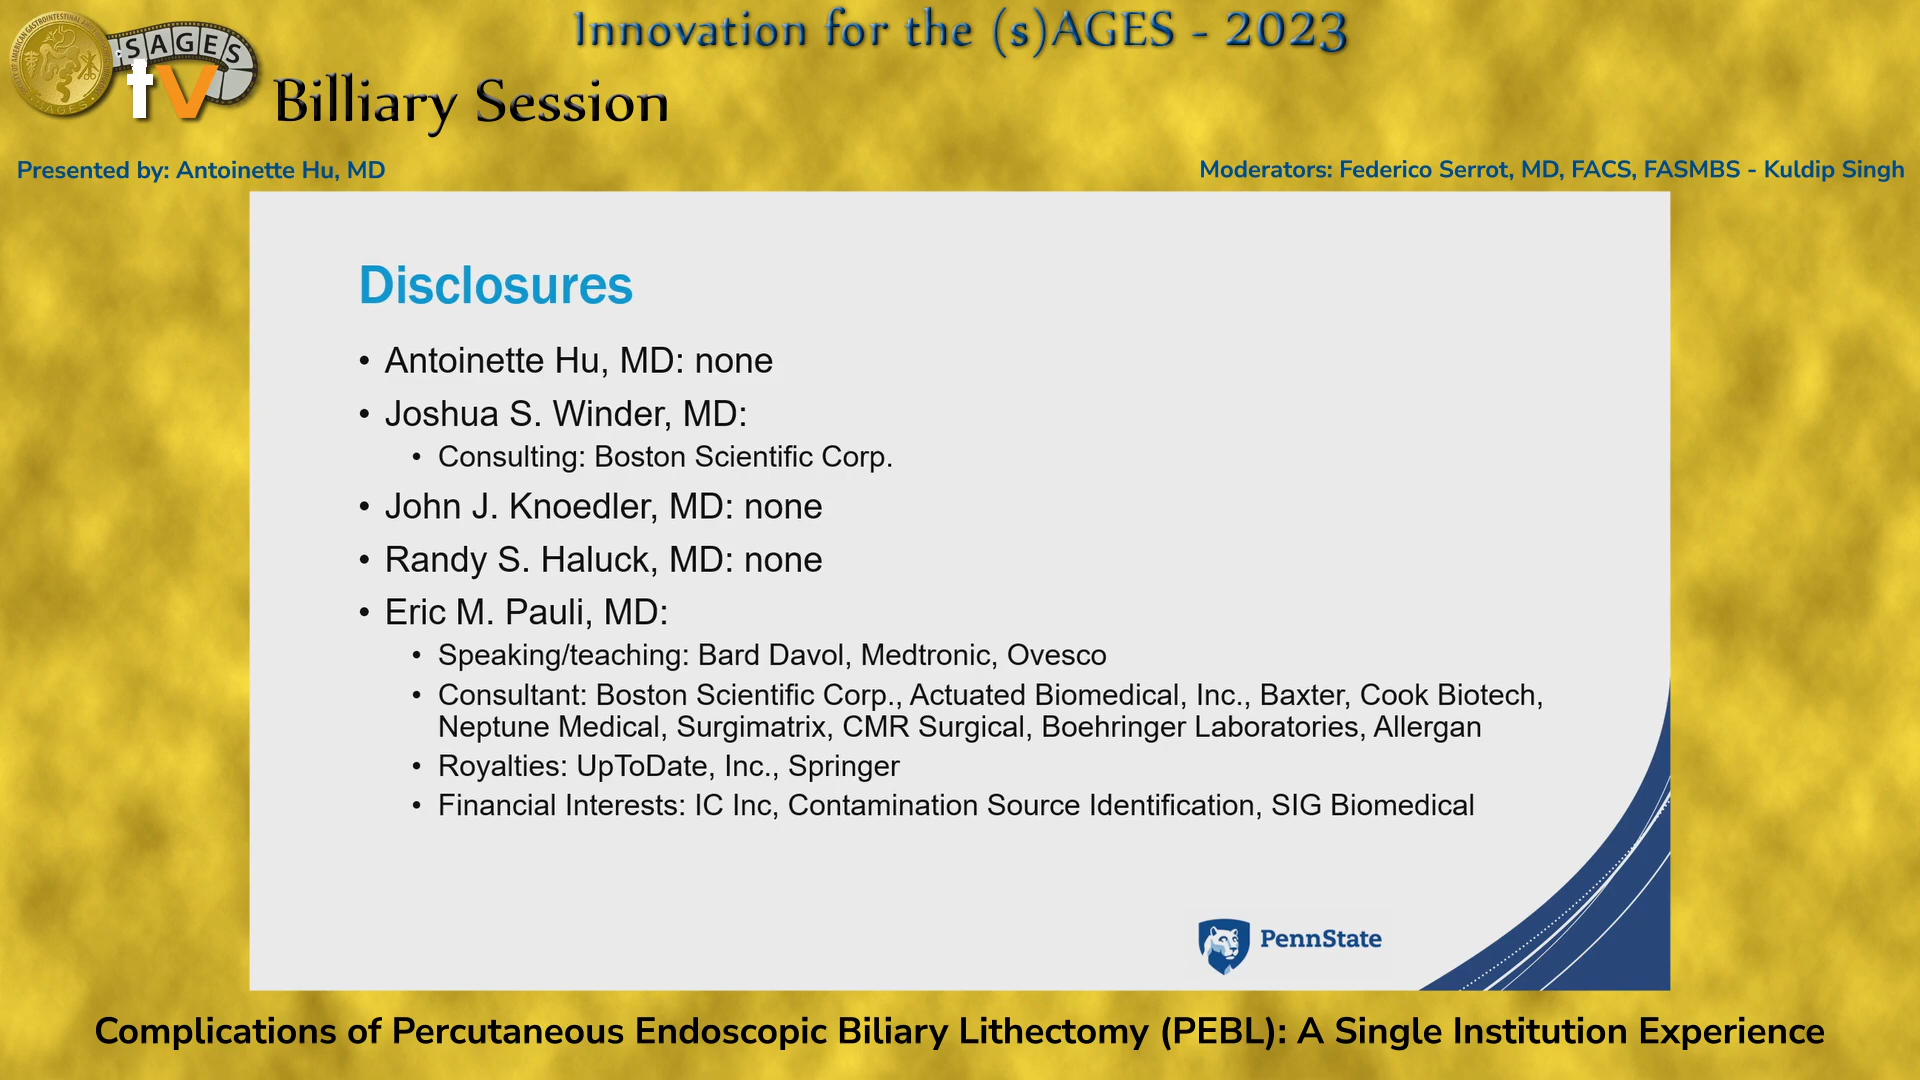 Innovation for the (s)AGES - 2023
SAGES
tv
Billiary Session
Presented by: Antoinette Hu, MD
Moderators: Federico Serrot, MD, FACS, FASMBS - Kuldip Singh
Disclosures
• Antoinette Hu, MD: none
• Joshua S. Winder, MD:
• Consulting: Boston Scientific Corp.
• John J. Knoedler, MD: none
• Randy S. Haluck, MD: none
• Eric M. Pauli, MD:
• Speaking/teaching: Bard Davol, Medtronic, Ovesco
• Consultant: Boston Scientific Corp., Actuated Biomedical, Inc., Baxter, Cook Biotech,
Neptune Medical, Surgimatrix, CMR Surgical, Boehringer Laboratories, Allergan
• Royalties: UpToDate, Inc., Springer
• Financial Interests: IC Inc, Contamination Source Identification, SIG Biomedical
PennState
Complications of Percutaneous Endoscopic Biliary Lithectomy (PEBL): A Single Institution Experience